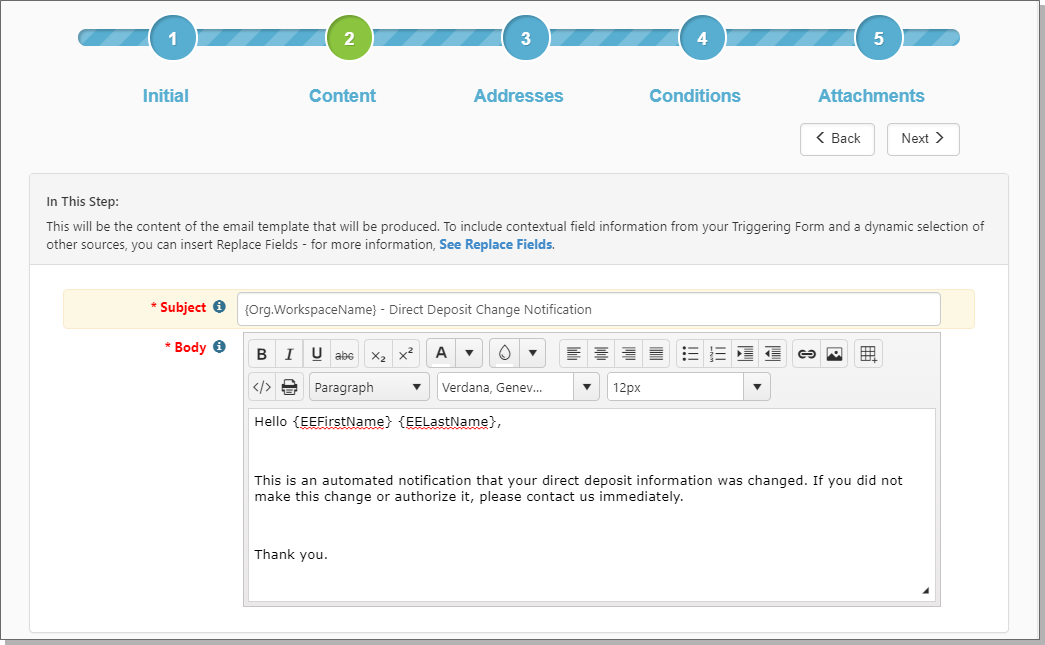 1 2 3 4 5
Initial Content Addresses Conditions Attachments
Back Next
In This Step:
This will be the content of the email template that will be produced. To include contextual field information from your Triggering Form and a dynamic selection of
other sources, you can insert Replace Fields - for more information, See Replace Fields.
* Subject {Org.WorkspaceName} - Direct Deposit Change Notification
* Body
B I U abc x₂ x² A
</> Paragraph Verdana, Genev... 12px
Hello {EEFirstName} {EELastName},
This is an automated notification that your direct deposit information was changed. If you did not
make this change or authorize it, please contact us immediately.
Thank you.